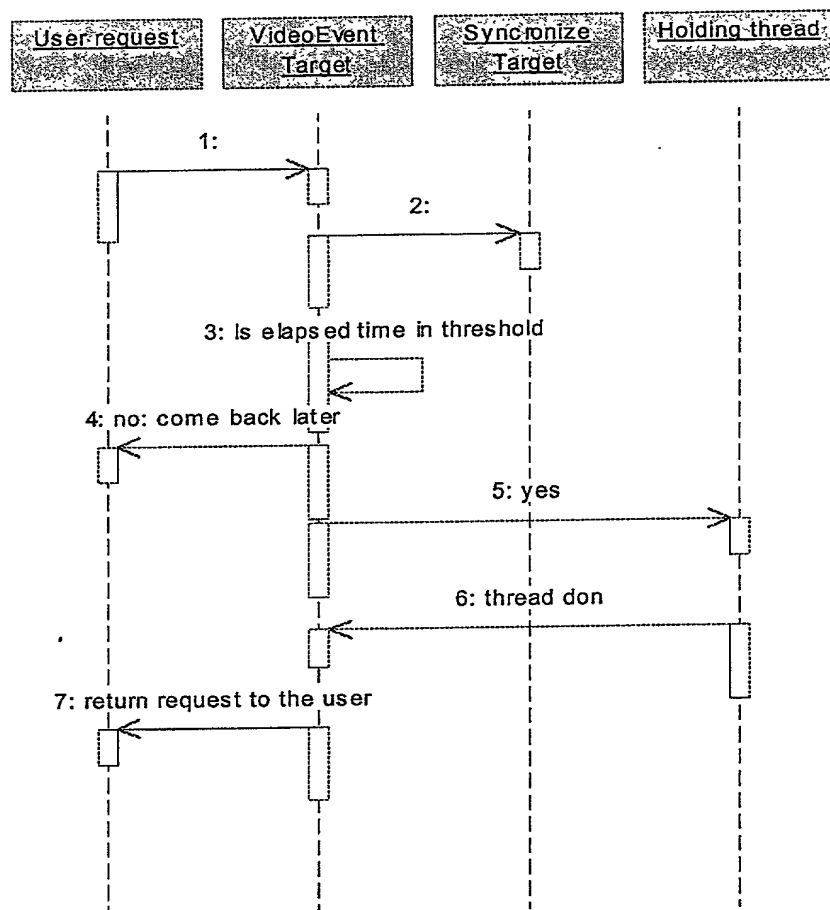 User request
VideoEvent
Target
Syncronize
Target
Holding thread
1:
2:
3: Is elapsed time in threshold
4: no: come back later
5: yes
6: thread don
7: return request to the user